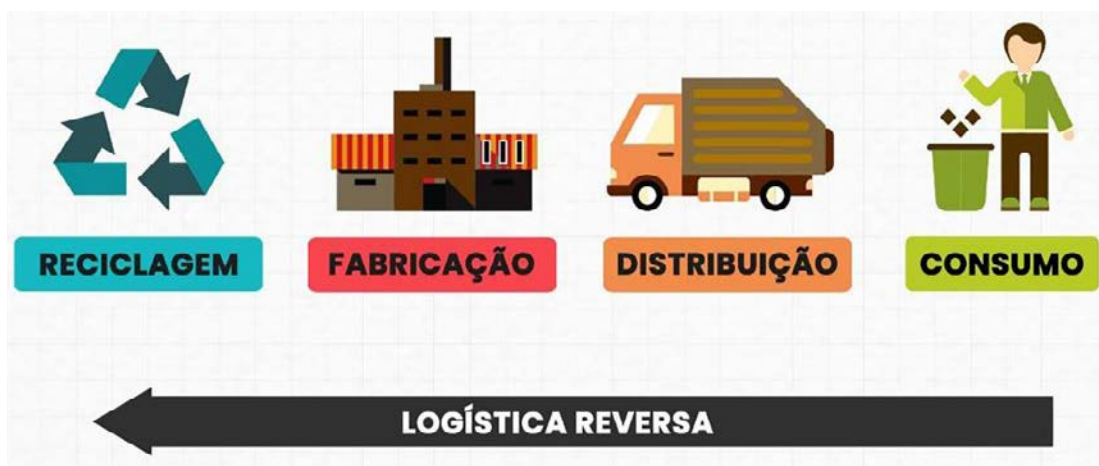 RECICLAGEM
FABRICAÇÃO
DISTRIBUIÇÃO
CONSUMO
LOGÍSTICA REVERSA